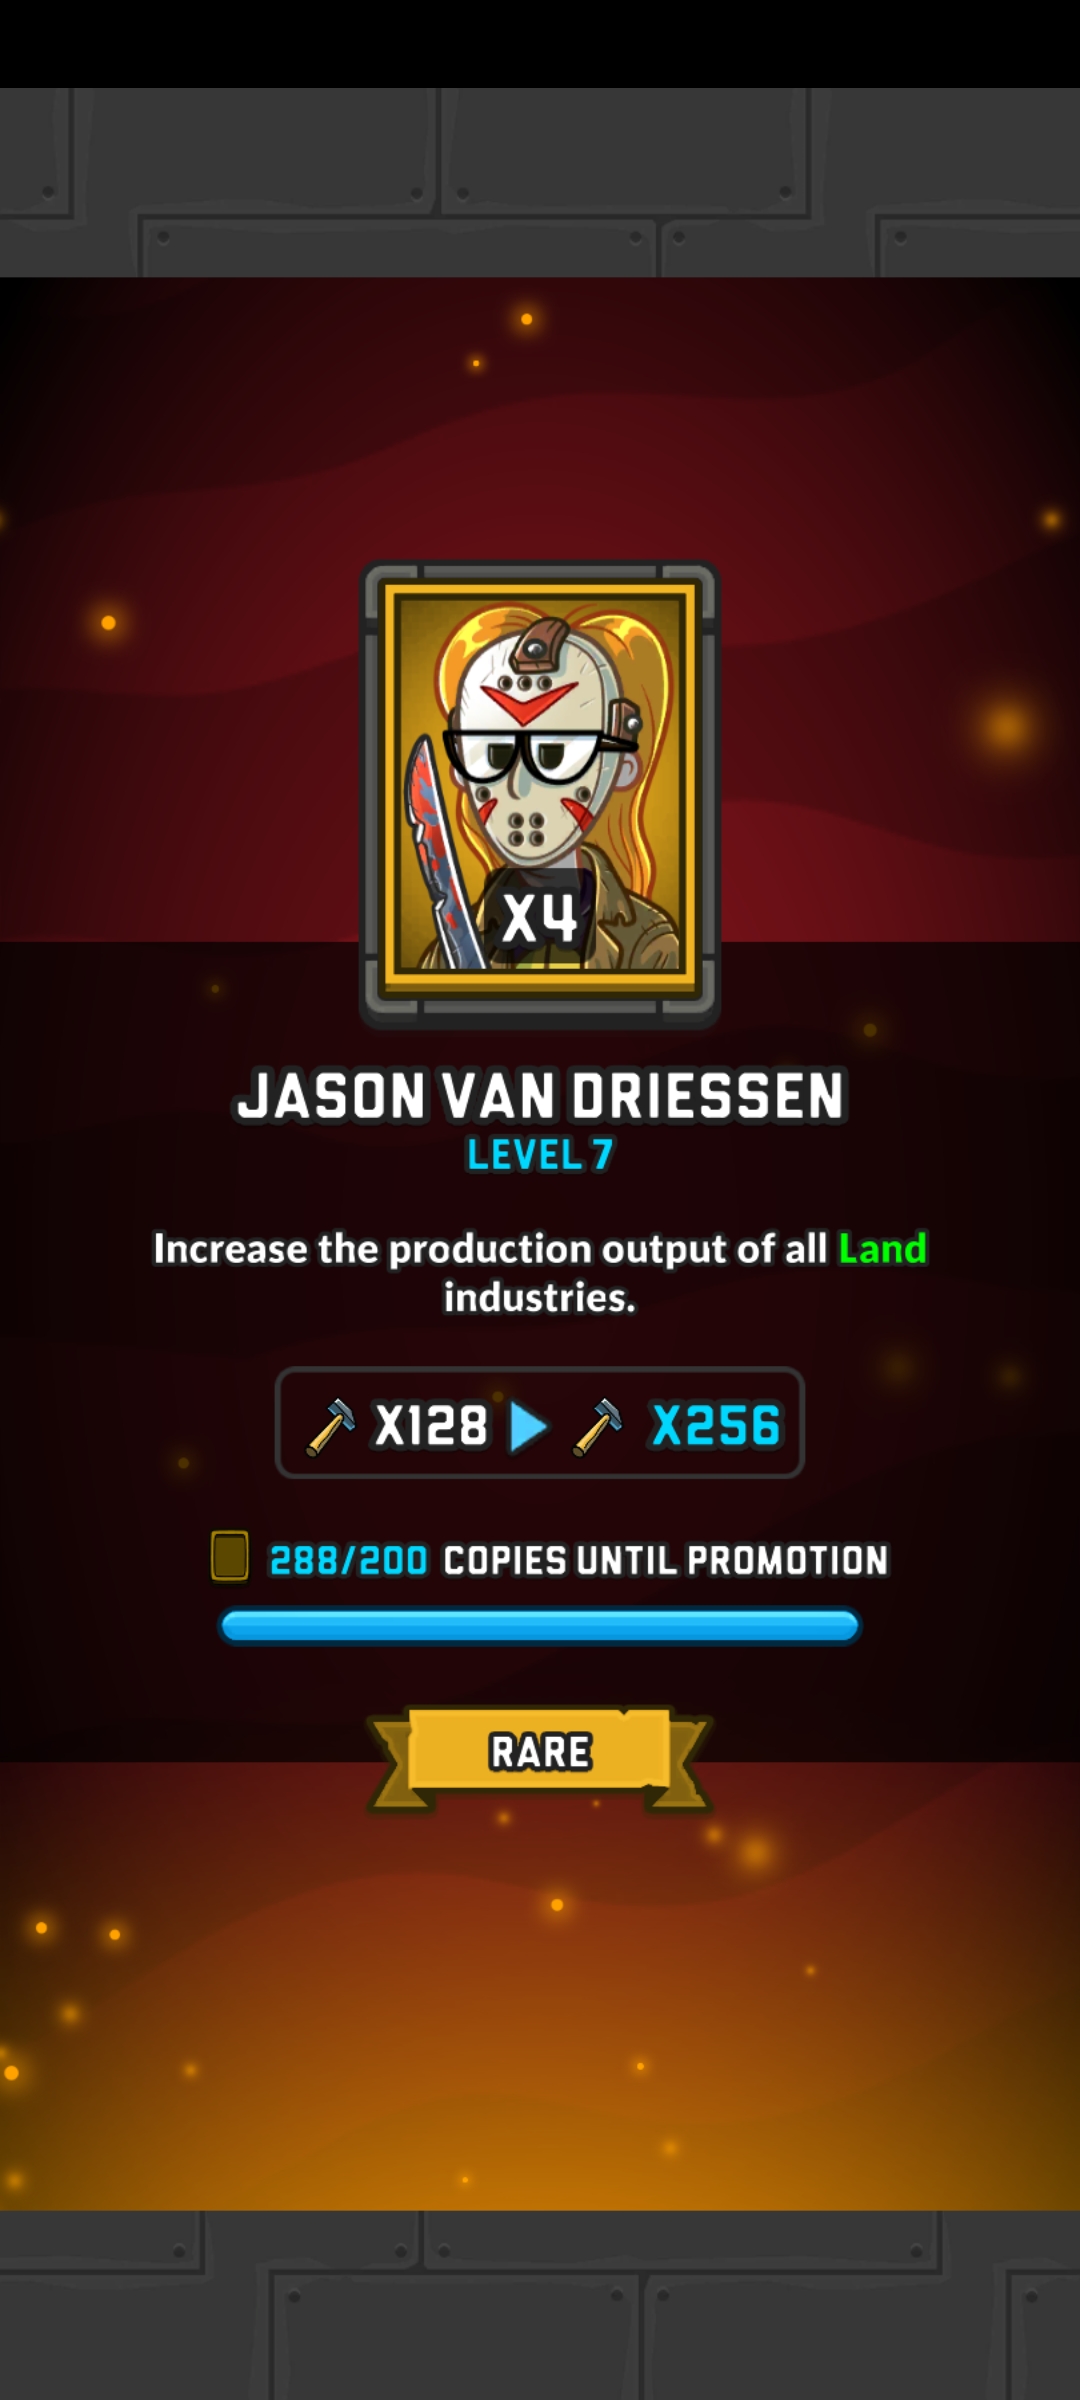 X4
JASON VAN DRIESSEN
LEVEL 7
Increase the production output of all Land
industries.
X128 X256
288/200 COPIES UNTIL PROMOTION
RARE